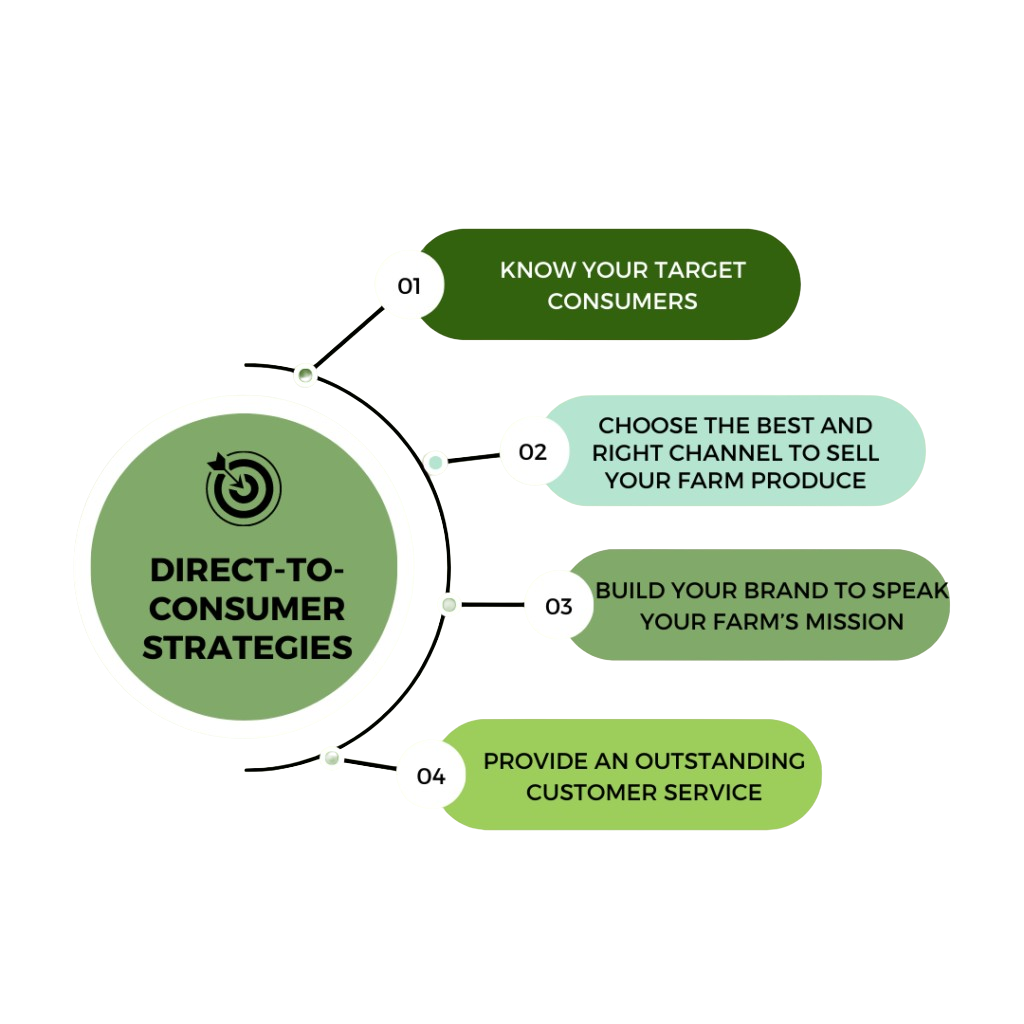 01
KNOW YOUR TARGET
CONSUMERS
02
CHOOSE THE BEST AND
RIGHT CHANNEL TO SELL
YOUR FARM PRODUCE
DIRECT-TO-
CONSUMER
STRATEGIES
03
BUILD YOUR BRAND TO SPEAK
YOUR FARM’S MISSION
04
PROVIDE AN OUTSTANDING
CUSTOMER SERVICE